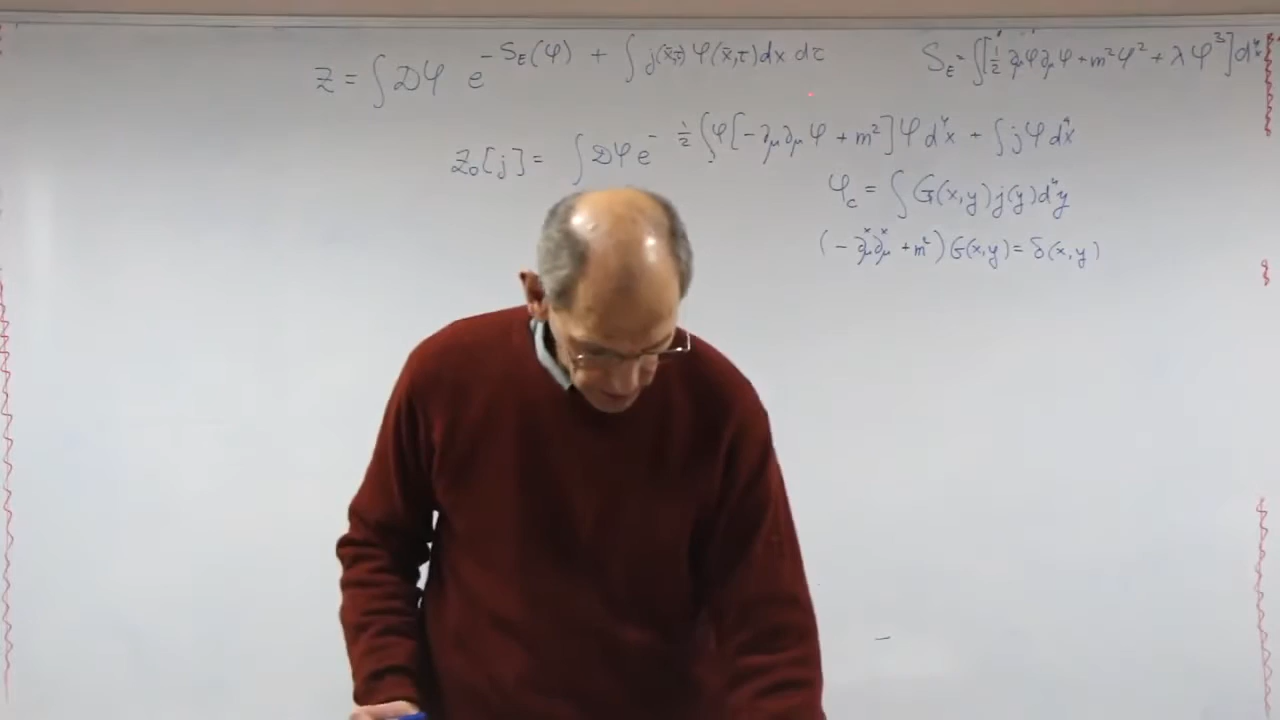 Z = ∫ 𝒟φ e^{-S_E(φ) + ∫ j(x̄,τ) φ(x̄,τ) dx dτ}
S_E = ∫[½ ∂_μφ ∂_μφ + m²φ² + λφ³] d⁴x
Z₀[j] = ∫ 𝒟φ e^{- ½ ∫ φ[-∂_μ∂_μφ + m²]φ d⁴x + ∫ jφ d⁴x}
φ_c = ∫ G(x,y) j(y) d⁴y
(-∂_μ^x ∂_μ^x + m²) G(x,y) = δ(x,y)